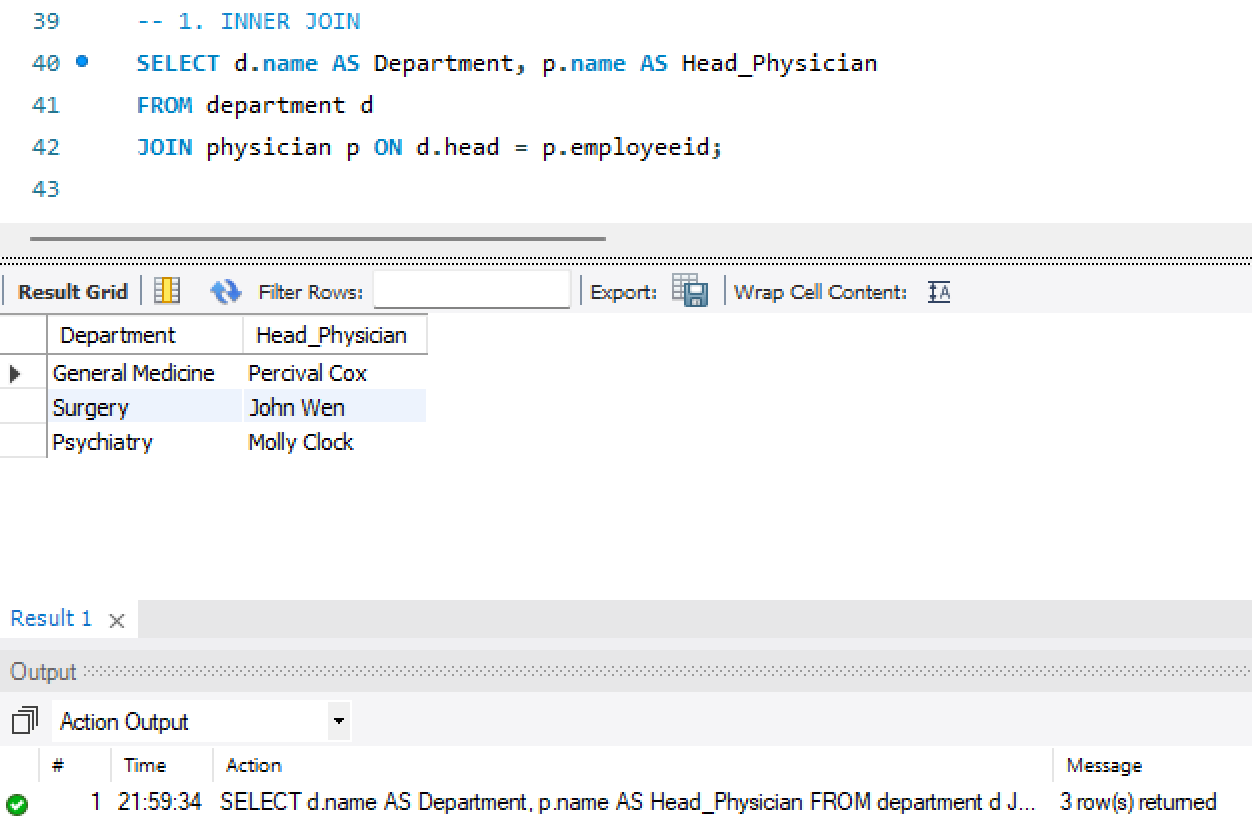 39 -- 1. INNER JOIN
40 SELECT d.name AS Department, p.name AS Head_Physician
41 FROM department d
42 JOIN physician p ON d.head = p.employeeid;
43
Result Grid Filter Rows: Export: Wrap Cell Content: IA
Department Head_Physician
General Medicine Percival Cox
Surgery John Wen
Psychiatry Molly Clock
Result 1
Output
Action Output
# Time Action Message
1 21:59:34 SELECT d.name AS Department, p.name AS Head_Physician FROM department d J... 3 row(s) returned